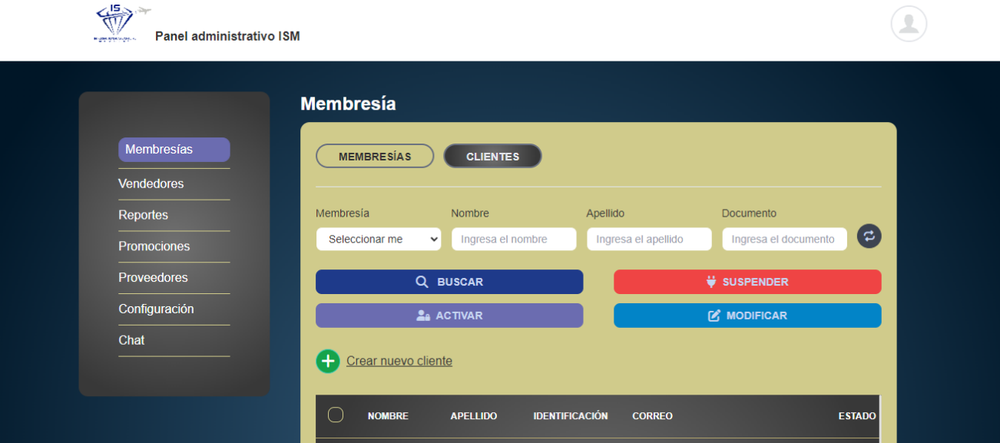 IS
Panel administrativo ISM
Membresías
Vendedores
Reportes
Promociones
Proveedores
Configuración
Chat
Membresía
MEMBRESÍAS CLIENTES
Membresía Nombre Apellido Documento
Seleccionar me Ingresa el nombre Ingresa el apellido Ingresa el documento
BUSCAR SUSPENDER
ACTIVAR MODIFICAR
Crear nuevo cliente
NOMBRE APELLIDO IDENTIFICACIÓN CORREO ESTADO